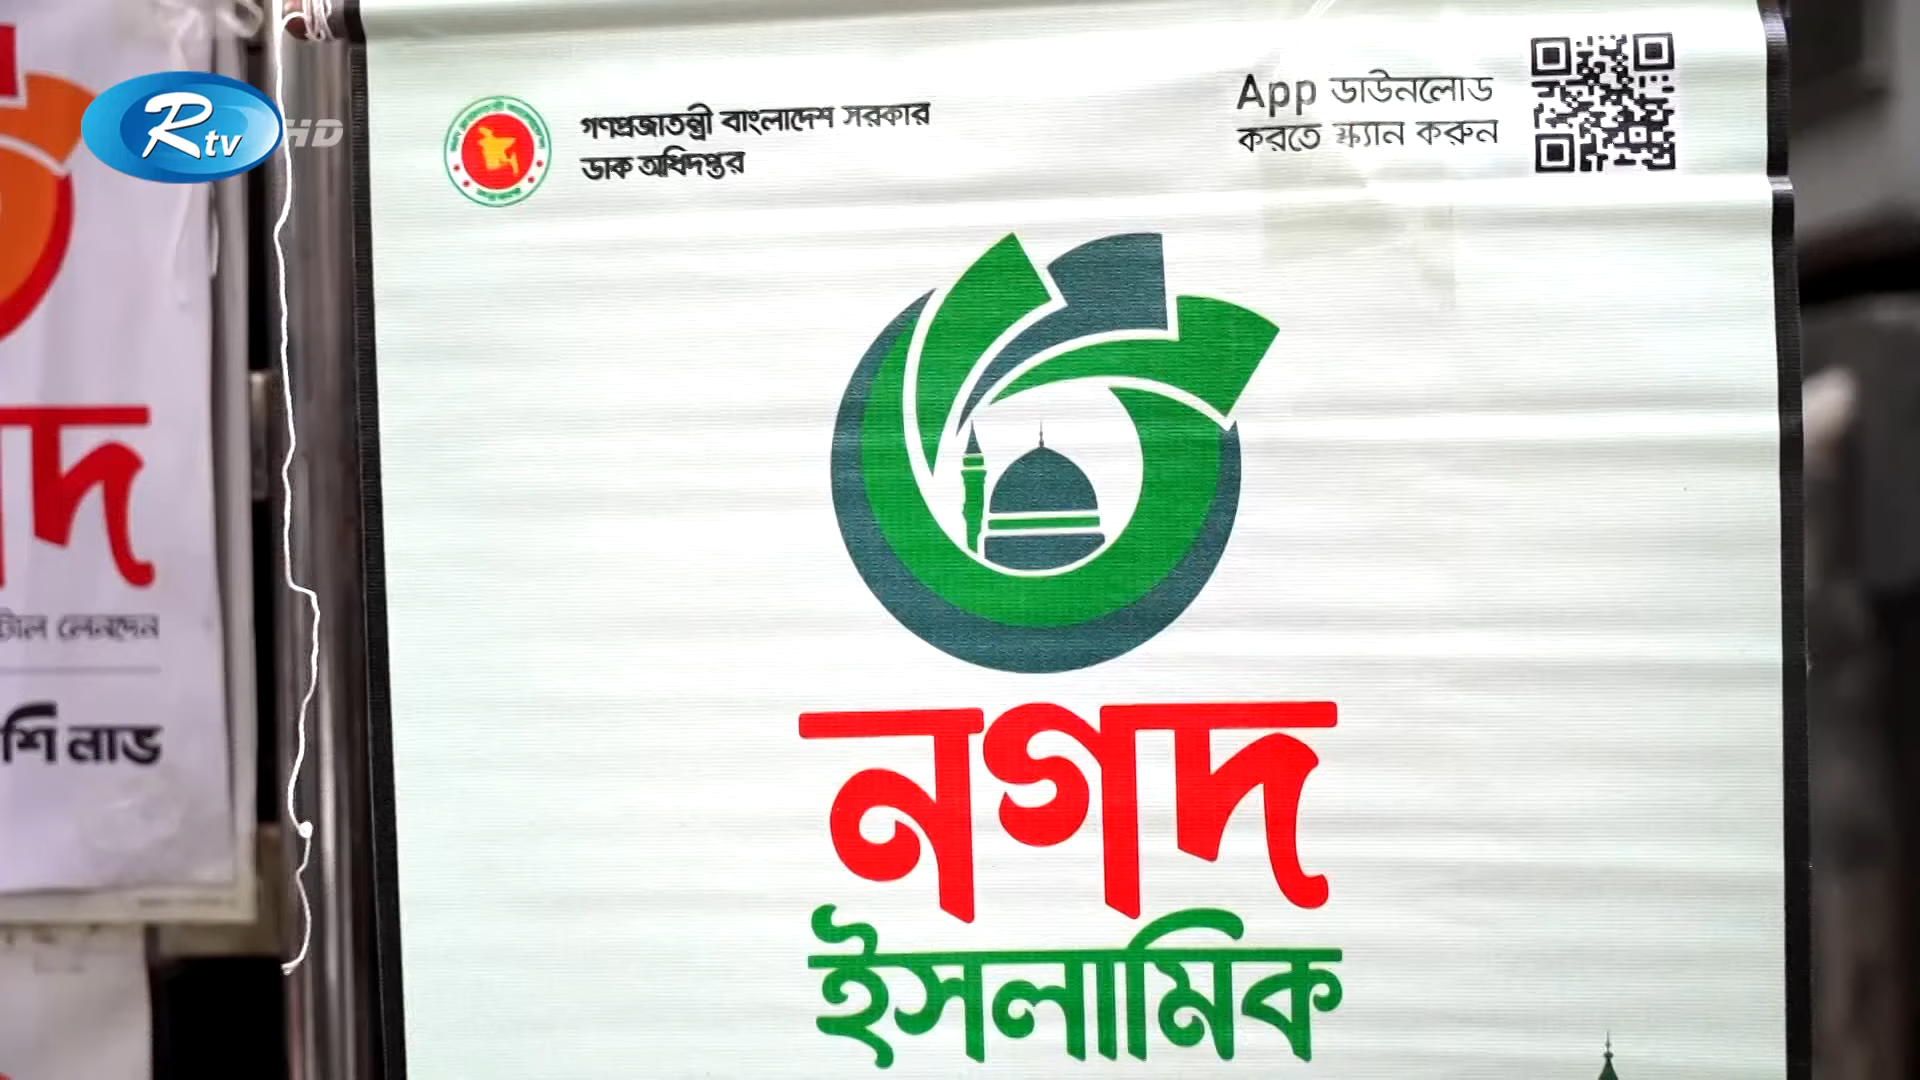 Rtv HD
গণপ্রজাতন্ত্রী বাংলাদেশ সরকার
ডাক অধিদপ্তর
App ডাউনলোড
করতে স্ক্যান করুন
নগদ
ইসলামিক
লেনদেন
লাভ